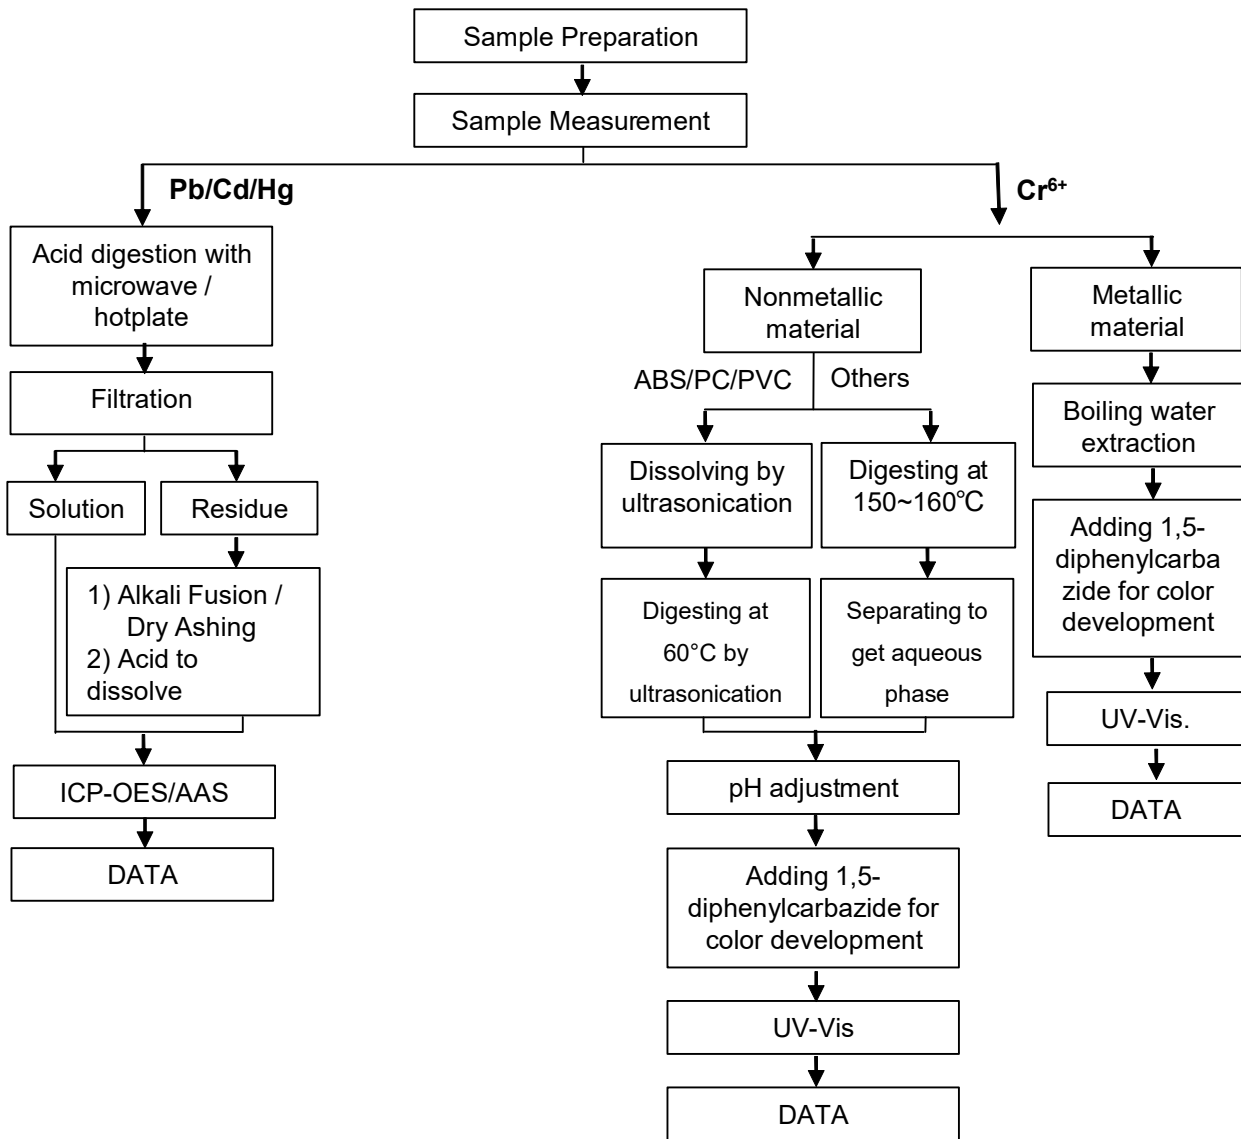 Sample Preparation
Sample Measurement
Pb/Cd/Hg
Acid digestion with
microwave /
hotplate
Filtration
Solution
Residue
1) Alkali Fusion /
Dry Ashing
2) Acid to
dissolve
ICP-OES/AAS
DATA
Cr⁶⁺
Nonmetallic
material
ABS/PC/PVC
Others
Dissolving by
ultrasonication
Digesting at
150~160℃
Digesting at
60°C by
ultrasonication
Separating to
get aqueous
phase
pH adjustment
Adding 1,5-
diphenylcarbazide for
color development
UV-Vis
DATA
Metallic
material
Boiling water
extraction
Adding 1,5-
diphenylcarba
zide for color
development
UV-Vis.
DATA